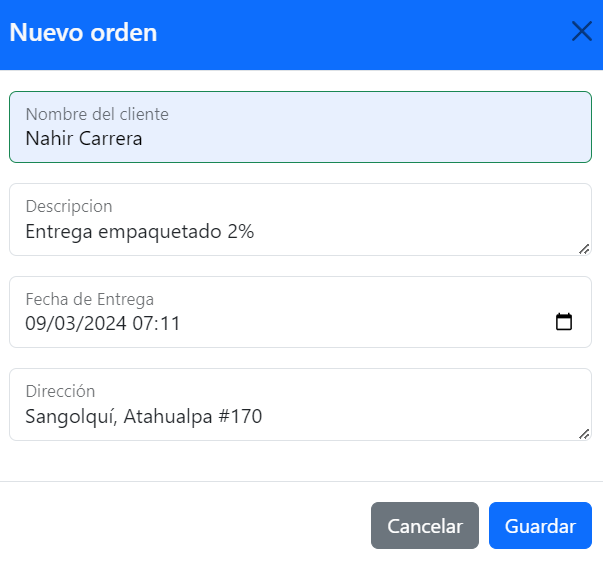 Nuevo orden
Nombre del cliente
Nahir Carrera
Descripcion
Entrega empaquetado 2%
Fecha de Entrega
09/03/2024 07:11
Dirección
Sangolquí, Atahualpa #170
Cancelar
Guardar